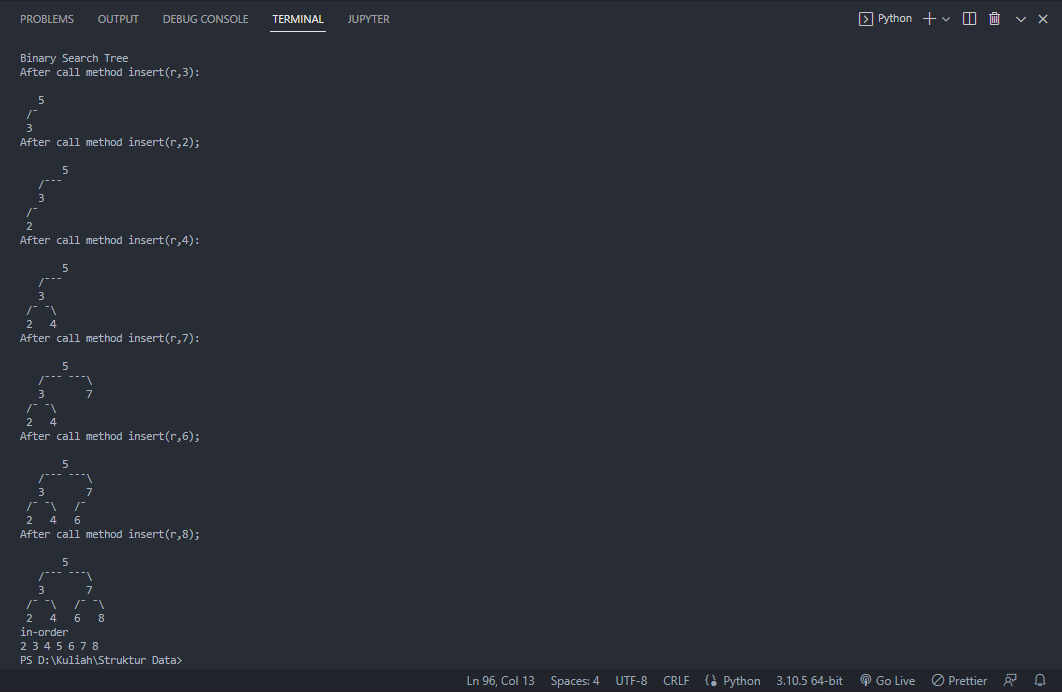 PROBLEMS OUTPUT DEBUG CONSOLE TERMINAL JUPYTER Python
Binary Search Tree
After call method insert(r,3):
   5
 /¯
 3
After call method insert(r,2);
       5
   /¯¯¯
   3
 /¯
 2
After call method insert(r,4):
       5
   /¯¯¯
   3
 /¯ ¯\
 2   4
After call method insert(r,7):
       5
   /¯¯¯ ¯¯¯\
   3       7
 /¯ ¯\
 2   4
After call method insert(r,6);
       5
   /¯¯¯ ¯¯¯\
   3       7
 /¯ ¯\   /¯
 2   4   6
After call method insert(r,8);
       5
   /¯¯¯ ¯¯¯\
   3       7
 /¯ ¯\   /¯ ¯\
 2   4   6   8
in-order
2 3 4 5 6 7 8
PS D:\Kuliah\Struktur Data>
Ln 96, Col 13 Spaces: 4 UTF-8 CRLF Python 3.10.5 64-bit Go Live Prettier